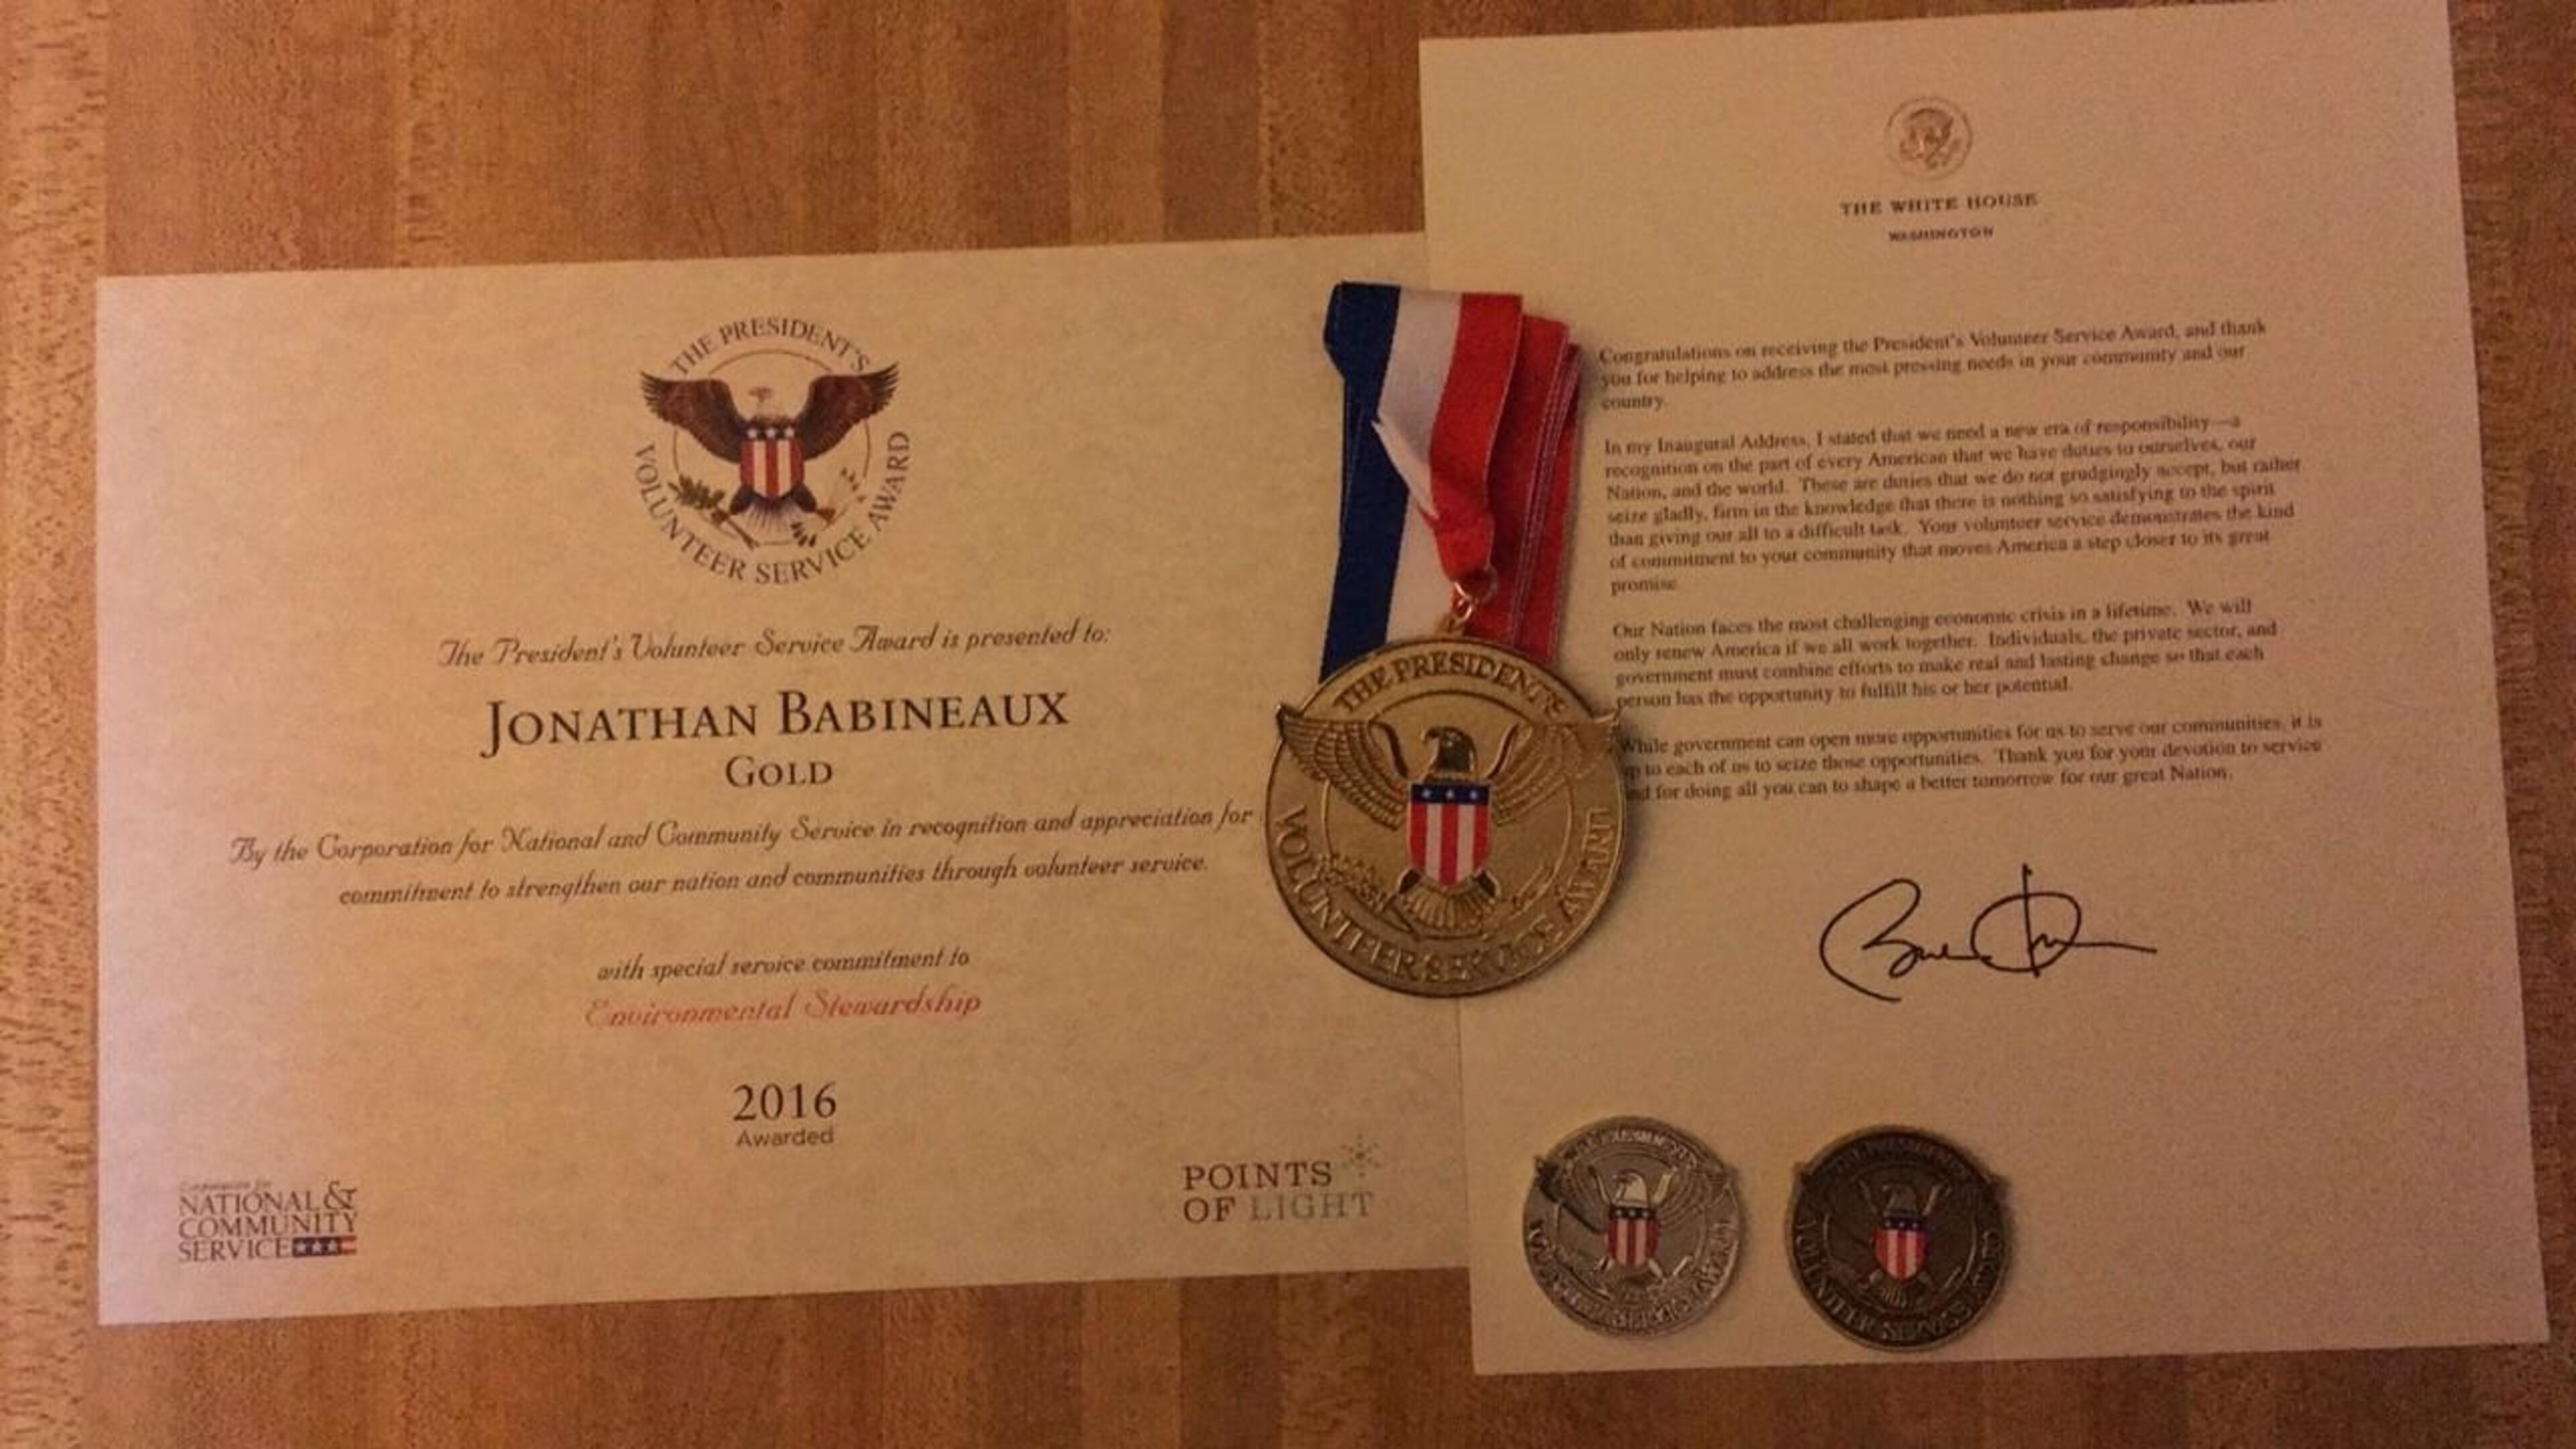 THE PRESIDENT'S
VOLUNTEER SERVICE AWARD
The President's Volunteer Service Award is presented to:
JONATHAN BABINEAUX
GOLD
By the Corporation for National and Community Service in recognition and appreciation for
commitment to strengthen our nation and communities through volunteer service.
with special service commitment to
Environmental Stewardship
2016
Awarded
Corporation for
NATIONAL &
COMMUNITY
SERVICE
POINTS
OF LIGHT
THE PRESIDENT'S
VOLUNTEER SERVICE AWARD
THE WHITE HOUSE
WASHINGTON
Congratulations on receiving the President's Volunteer Service Award, and thank
you for helping to address the most pressing needs in your community and our
country.
In my Inaugural Address, I stated that we need a new era of responsibility—a
recognition on the part of every American that we have duties to ourselves, our
Nation, and the world. These are duties that we do not grudgingly accept, but rather
seize gladly, firm in the knowledge that there is nothing so satisfying to the spirit
than giving our all to a difficult task. Your volunteer service demonstrates the kind
of commitment to your community that moves America a step closer to its great
promise.
Our Nation faces the most challenging economic crisis in a lifetime. We will
only renew America if we all work together. Individuals, the private sector, and
government must combine efforts to make real and lasting change so that each
person has the opportunity to fulfill his or her potential.
While government can open more opportunities for us to serve our communities, it is
up to each of us to seize those opportunities. Thank you for your devotion to service
and for doing all you can to shape a better tomorrow for our great Nation.
VOLUNTEER SERVICE AWARD